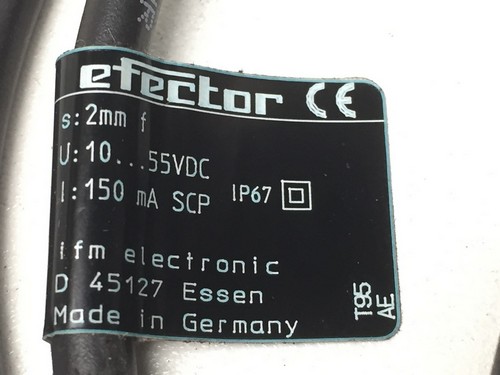 efector CE
s: 2mm f
U: 10...55VDC
I: 150 mA SCP IP67
ifm electronic
D 45127 Essen
Made in Germany
T95
AE